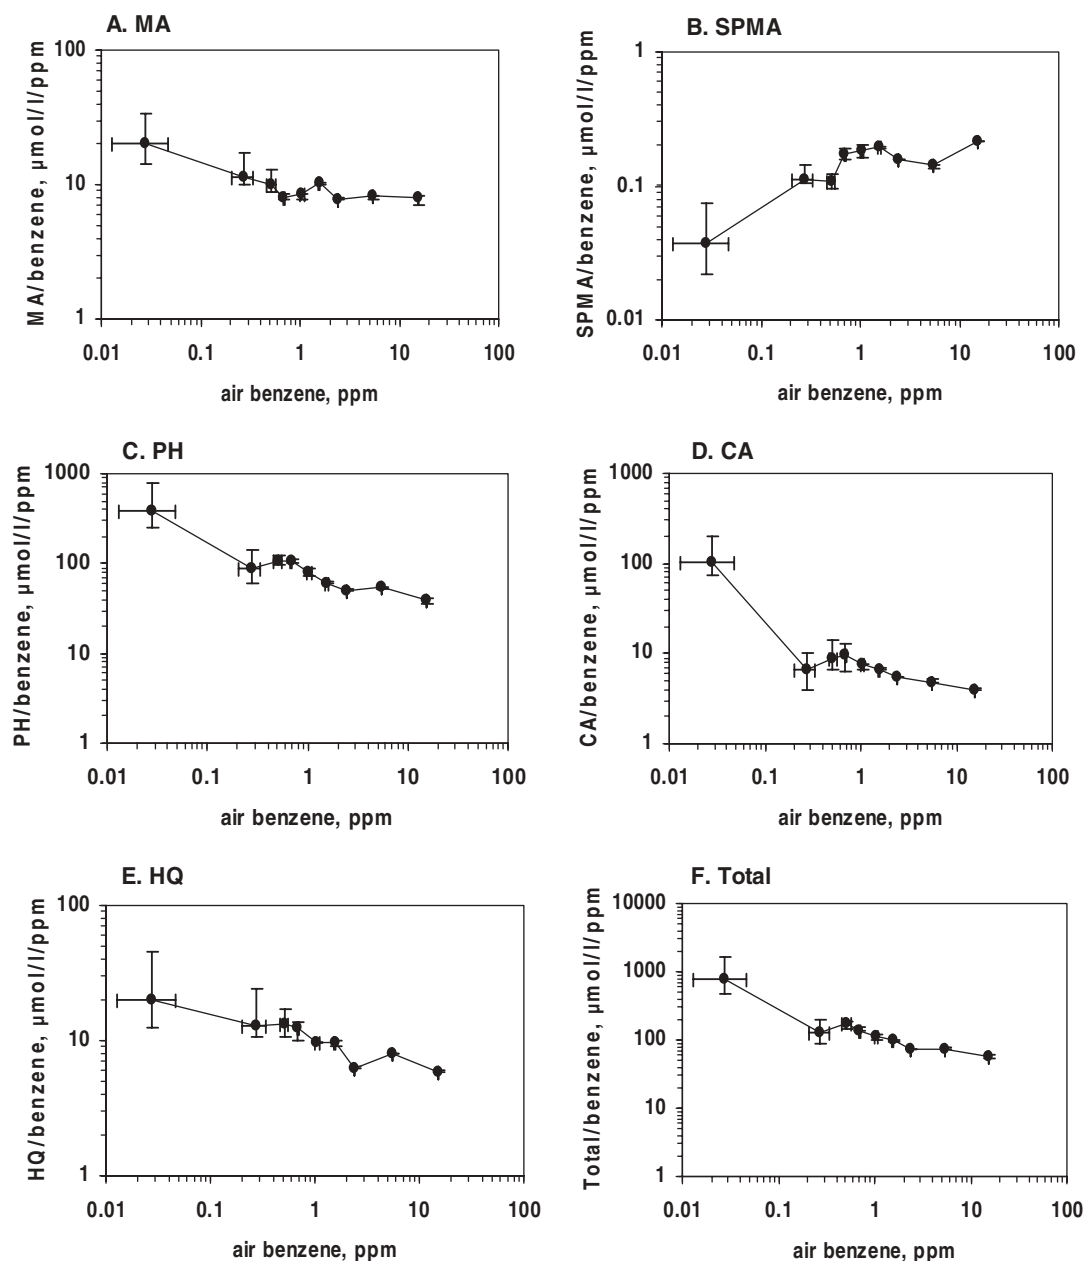 A. MA
MA/benzene, µmol/l/ppm
100
10
1
0.01 0.1 1 10 100
air benzene, ppm
B. SPMA
SPMA/benzene, µmol/l/ppm
1
0.1
0.01
0.01 0.1 1 10 100
air benzene, ppm
C. PH
PH/benzene, µmol/l/ppm
1000
100
10
1
0.01 0.1 1 10 100
air benzene, ppm
D. CA
CA/benzene, µmol/l/ppm
1000
100
10
1
0.01 0.1 1 10 100
air benzene, ppm
E. HQ
HQ/benzene, µmol/l/ppm
100
10
1
0.01 0.1 1 10 100
air benzene, ppm
F. Total
Total/benzene, µmol/l/ppm
10000
1000
100
10
1
0.01 0.1 1 10 100
air benzene, ppm